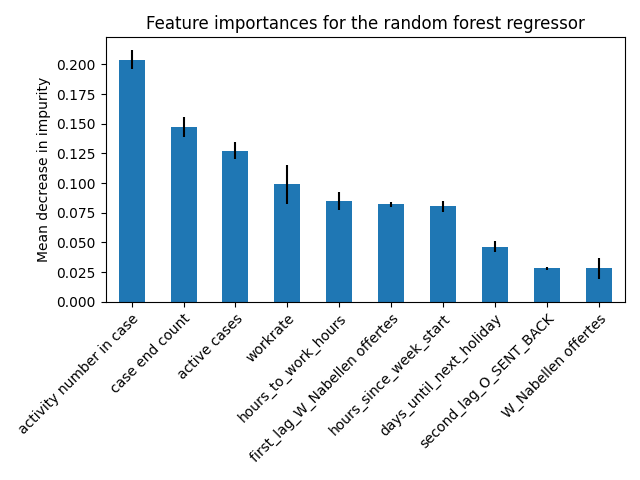 Feature importances for the random forest regressor
Mean decrease in impurity
0.200
0.175
0.150
0.125
0.100
0.075
0.050
0.025
0.000
activity number in case
case end count
active cases
workrate
hours_to_work_hours
first_lag_W_Nabellen offertes
hours_since_week_start
days_until_next_holiday
second_lag_O_SENT_BACK
W_Nabellen offertes